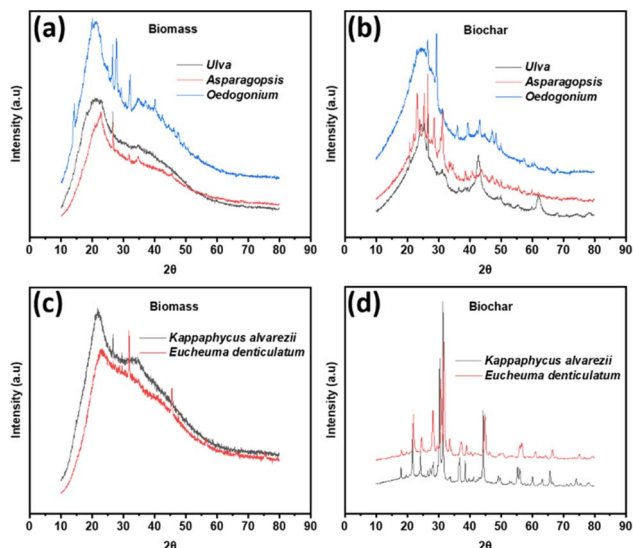 (a)
Biomass
Ulva
Asparagopsis
Oedogonium
Intensity (a.u)
0 10 20 30 40 50 60 70 80 90
2θ
(b)
Biochar
Ulva
Asparagopsis
Oedogonium
Intensity (a.u)
0 10 20 30 40 50 60 70 80 90
2θ
(c)
Biomass
Kappaphycus alvarezii
Eucheuma denticulatum
Intensity (a.u)
0 10 20 30 40 50 60 70 80 90
2θ
(d)
Biochar
Kappaphycus alvarezii
Eucheuma denticulatum
Intensity (a.u)
0 10 20 30 40 50 60 70 80 90
2θ